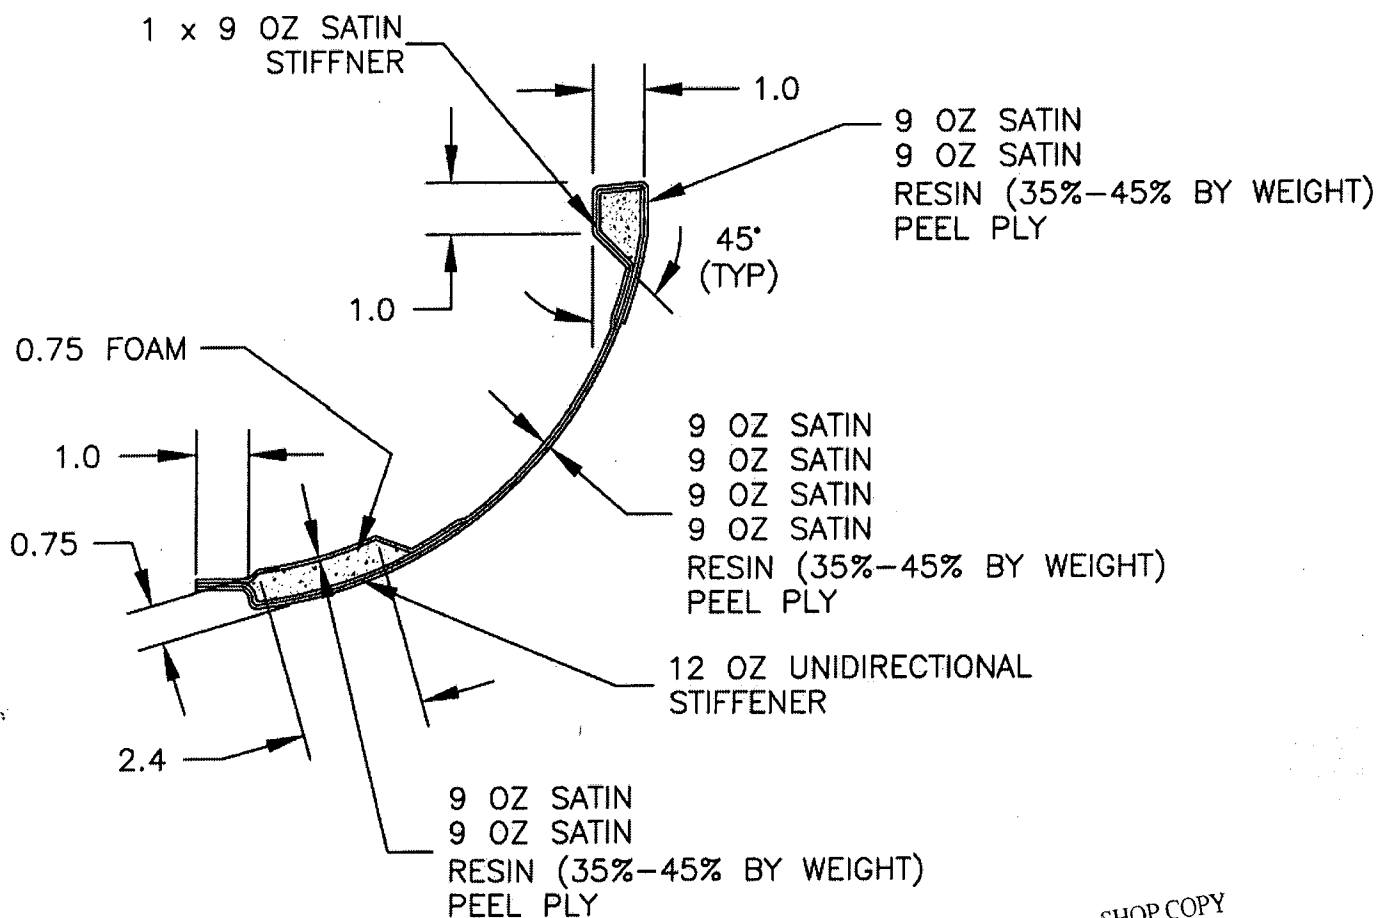 1 x 9 OZ SATIN
STIFFNER
1.0
9 OZ SATIN
9 OZ SATIN
RESIN (35%-45% BY WEIGHT)
PEEL PLY
45°
(TYP)
1.0
0.75 FOAM
1.0
0.75
9 OZ SATIN
9 OZ SATIN
9 OZ SATIN
9 OZ SATIN
RESIN (35%-45% BY WEIGHT)
PEEL PLY
12 OZ UNIDIRECTIONAL
STIFFENER
2.4
9 OZ SATIN
9 OZ SATIN
RESIN (35%-45% BY WEIGHT)
PEEL PLY
SHOP COPY